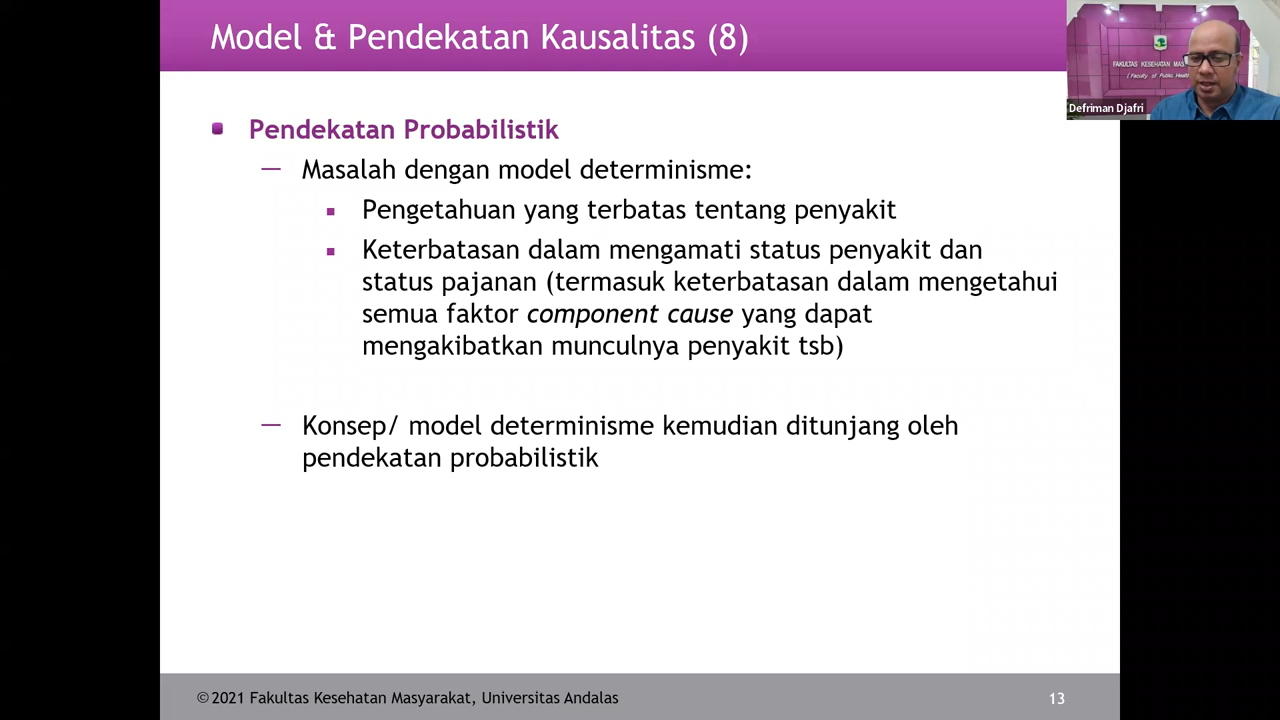 Model & Pendekatan Kausalitas (8)
FAKULTAS KESEHATAN MAS
(Faculty of Public Health
Defriman Djafri
Pendekatan Probabilistik
— Masalah dengan model determinisme:
Pengetahuan yang terbatas tentang penyakit
Keterbatasan dalam mengamati status penyakit dan
status pajanan (termasuk keterbatasan dalam mengetahui
semua faktor component cause yang dapat
mengakibatkan munculnya penyakit tsb)
— Konsep/ model determinisme kemudian ditunjang oleh
pendekatan probabilistik
© 2021 Fakultas Kesehatan Masyarakat, Universitas Andalas
13